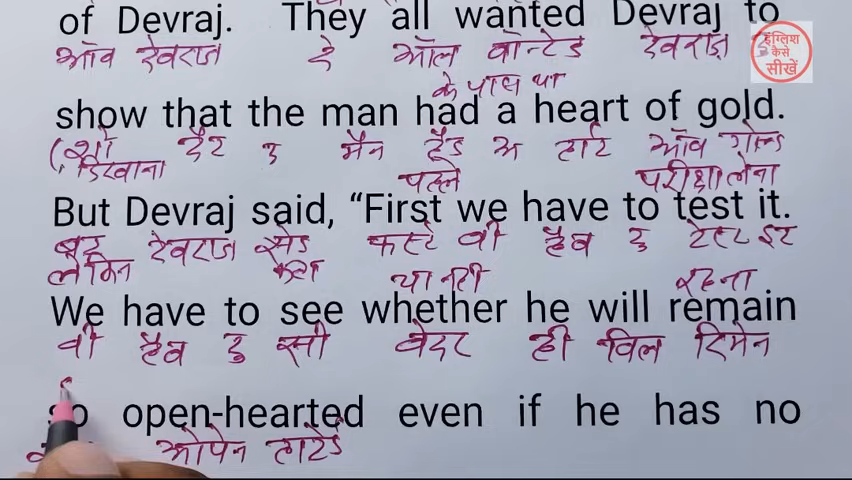 of Devraj. They all wanted Devraj to
ऑव देवराज दे ऑल वॉन्टेड देवराज टु
इंग्लिश
कैसे
सीखें
के पास था
show that the man had a heart of gold.
शो दैट द मैन हैड अ हार्ट ऑव गोल्ड
दिखाना पहले परीक्षा लेना
But Devraj said, “First we have to test it.
बट देवराज सेड फर्स्ट वी हैव टु टेस्ट इट
लेकिन कहा या नहीं रहना
We have to see whether he will remain
वी हैव टु सी वेदर ही विल रिमेन
so open-hearted even if he has no
ओपेन हार्टेड